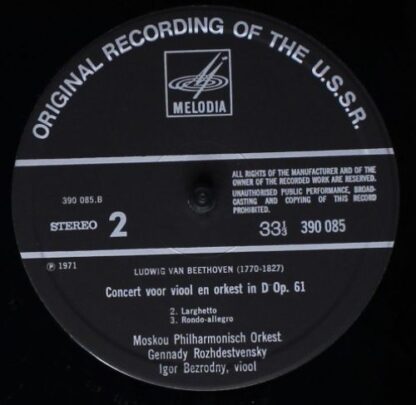 ORIGINAL RECORDING OF THE U.S.S.R.
MELODIA
ALL RIGHTS OF THE MANUFACTURER AND OF THE
OWNER OF THE RECORDED WORK ARE RESERVED.
UNAUTHORISED PUBLIC PERFORMANCE, BROAD-
CASTING AND COPYING OF THIS RECORD
PROHIBITED.
390 085.B
STEREO 2
33⅓ 390 085
℗ 1971
LUDWIG VAN BEETHOVEN (1770-1827)
Concert voor viool en orkest in D Op. 61
2. Larghetto
3. Rondo-allegro
Moskou Philharmonisch Orkest
Gennady Rozhdestvensky
Igor Bezrodny, viool